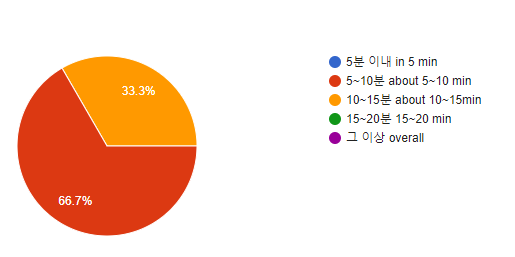 33.3%
66.7%
5분 이내 in 5 min
5~10분 about 5~10 min
10~15분 about 10~15min
15~20분 15~20 min
그 이상 overall